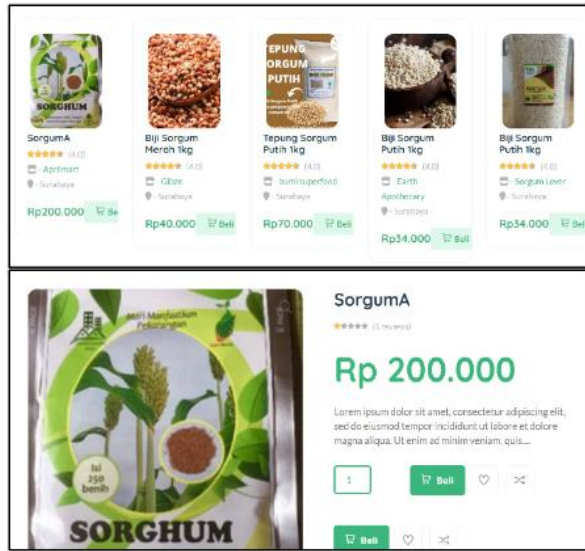 SORGHUM
TEPUNG
SORGUM
PUTIH
SorgumA
(4.0)
Aprilmart
- Surabaya
Rp200.000
Be
Biji Sorgum
Merah 1kg
(4.0)
- Surabaya
Rp40.000
Beli
Tepung Sorgum
Putih 1kg
(4.0)
bumi superfood
- Surabaya
Rp70.000
Beli
Biji Sorgum
Putih 1kg
(4.0)
- Earth
Apothecary
- Surabaya
Rp34.000
Beli
Biji Sorgum
Putih 1kg
(4.0)
- Sorgum Lover
- Surabaya
Rp34.000
Beli
Mari Manfaatkan
Pekarangan
Isi
250
benih
SORGHUM
SorgumA
(1 reviews)
Rp 200.000
Lorem ipsum dolor sit amet, consectetur adipiscing elit,
sed do eiusmod tempor incididunt ut labore et dolore
magna aliqua. Ut enim ad minim veniam, quis....
1
Beli
Beli